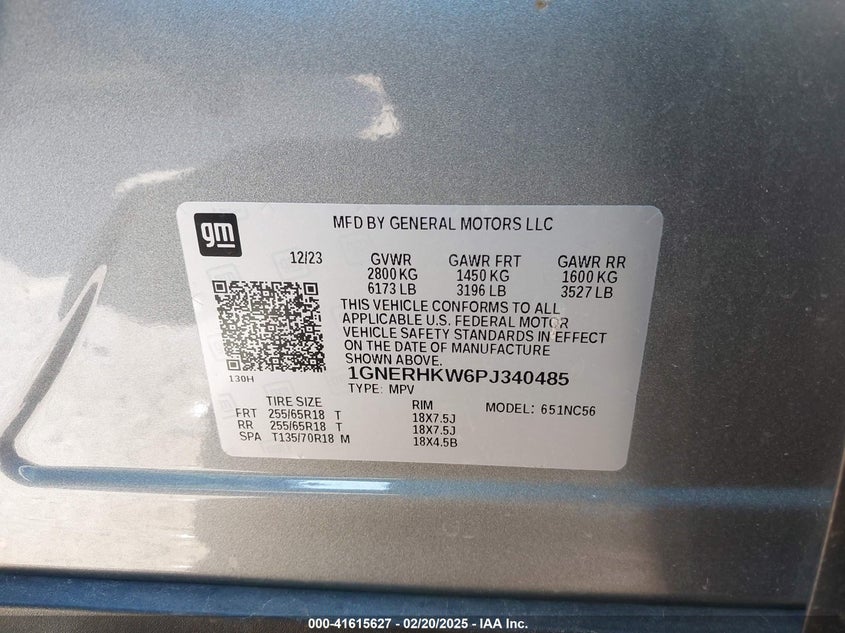 gm
MFD BY GENERAL MOTORS LLC
12/23 GVWR GAWR FRT GAWR RR
2800 KG 1450 KG 1600 KG
6173 LB 3196 LB 3527 LB
THIS VEHICLE CONFORMS TO ALL
APPLICABLE U.S. FEDERAL MOTOR
VEHICLE SAFETY STANDARDS IN EFFECT
ON THE DATE OF MANUFACTURE
SHOWN ABOVE.
130H
1GNERHKW6PJ340485
TYPE: MPV
TIRE SIZE RIM MODEL: 651NC56
FRT 255/65R18 T 18X7.5J
RR 255/65R18 T 18X7.5J
SPA T135/70R18 M 18X4.5B
000-41615627 - 02/20/2025 - IAA Inc.